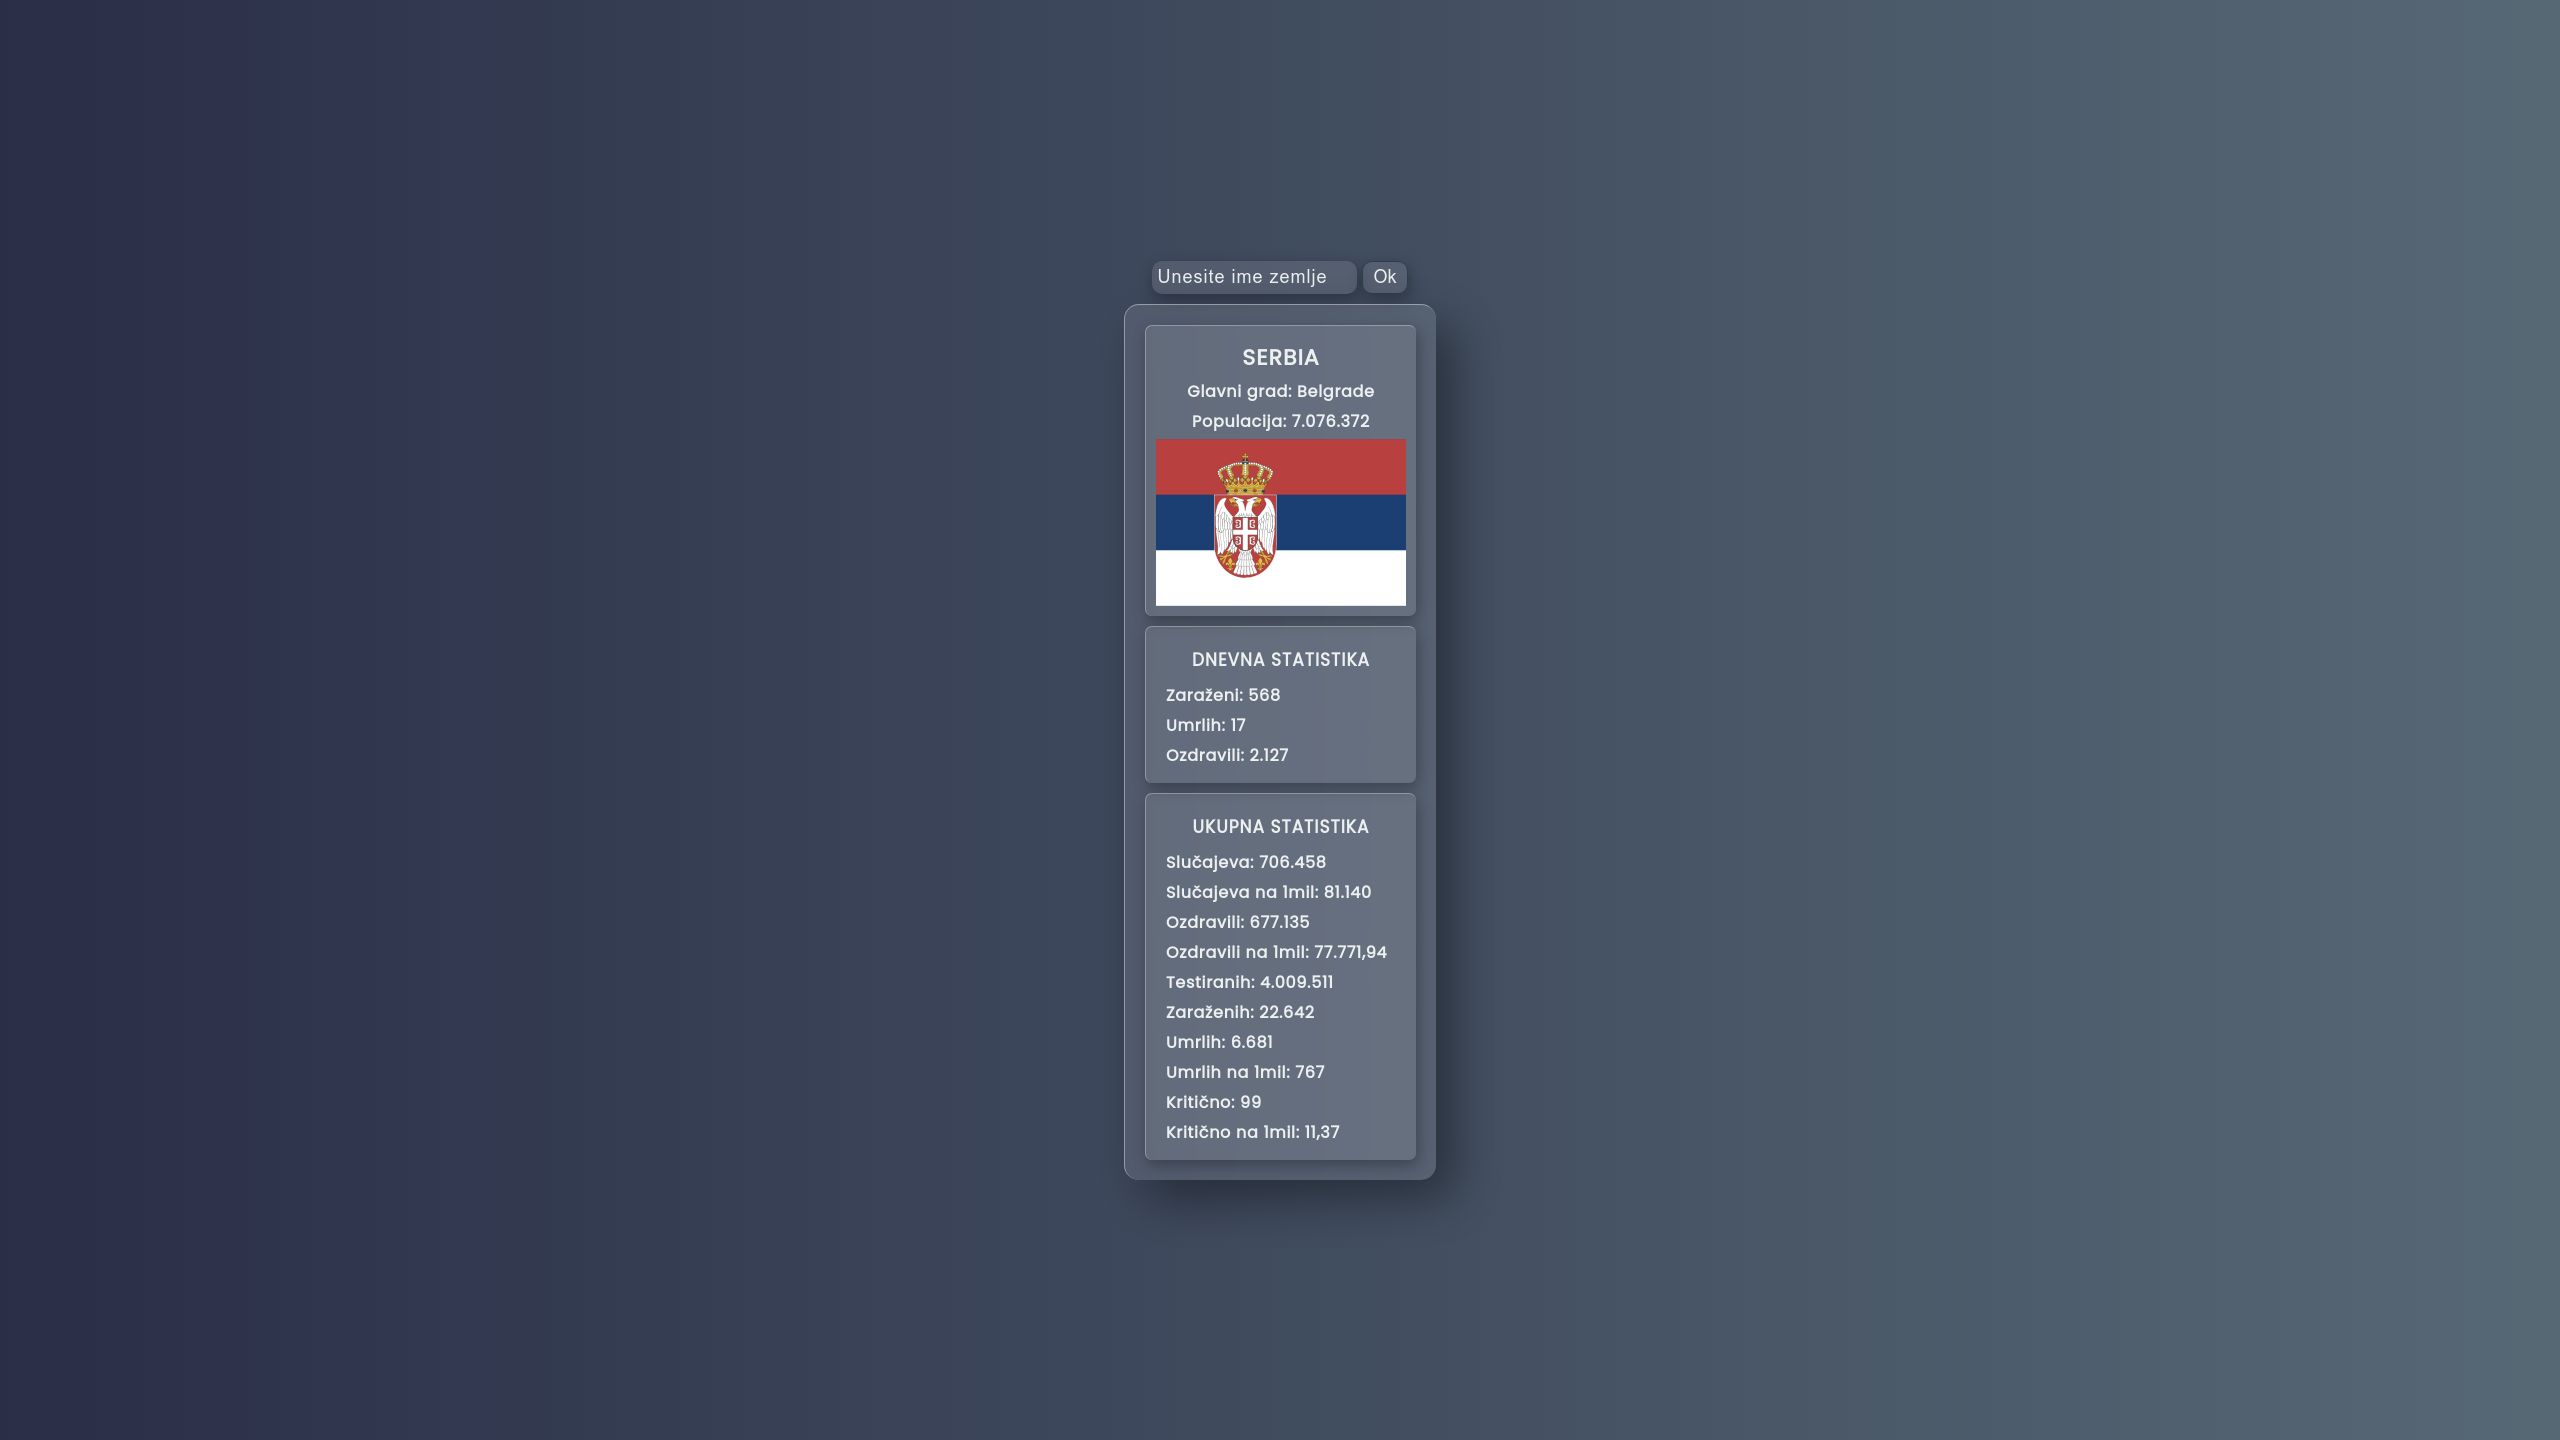 Unesite ime zemlje
Ok
SERBIA
Glavni grad: Belgrade
Populacija: 7.076.372
DNEVNA STATISTIKA
Zaraženi: 568
Umrlih: 17
Ozdravili: 2.127
UKUPNA STATISTIKA
Slučajeva: 706.458
Slučajeva na 1mil: 81.140
Ozdravili: 677.135
Ozdravili na 1mil: 77.771,94
Testiranih: 4.009.511
Zaraženih: 22.642
Umrlih: 6.681
Umrlih na 1mil: 767
Kritično: 99
Kritično na 1mil: 11,37